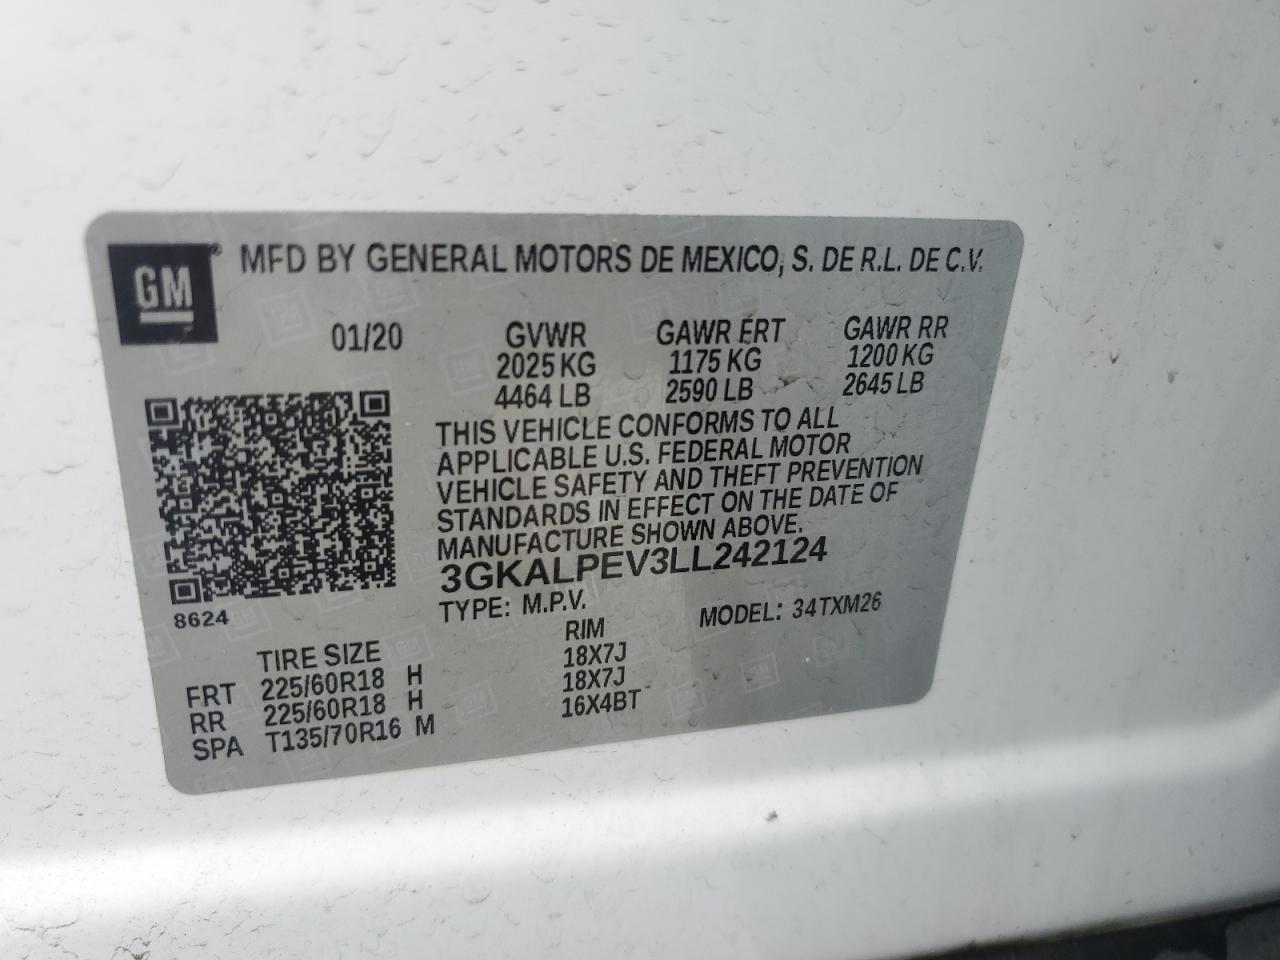 GM ® MFD BY GENERAL MOTORS DE MEXICO, S. DE R.L. DE C.V.
01/20 GVWR GAWR FRT GAWR RR
2025 KG 1175 KG 1200 KG
4464 LB 2590 LB 2645 LB
THIS VEHICLE CONFORMS TO ALL
APPLICABLE U.S. FEDERAL MOTOR
VEHICLE SAFETY AND THEFT PREVENTION
STANDARDS IN EFFECT ON THE DATE OF
MANUFACTURE SHOWN ABOVE.
3GKALPEV3LL242124
8624
TYPE: M.P.V. MODEL: 34TXM26
TIRE SIZE RIM
FRT 225/60R18 H 18X7J
RR 225/60R18 H 18X7J
SPA T135/70R16 M 16X4BT